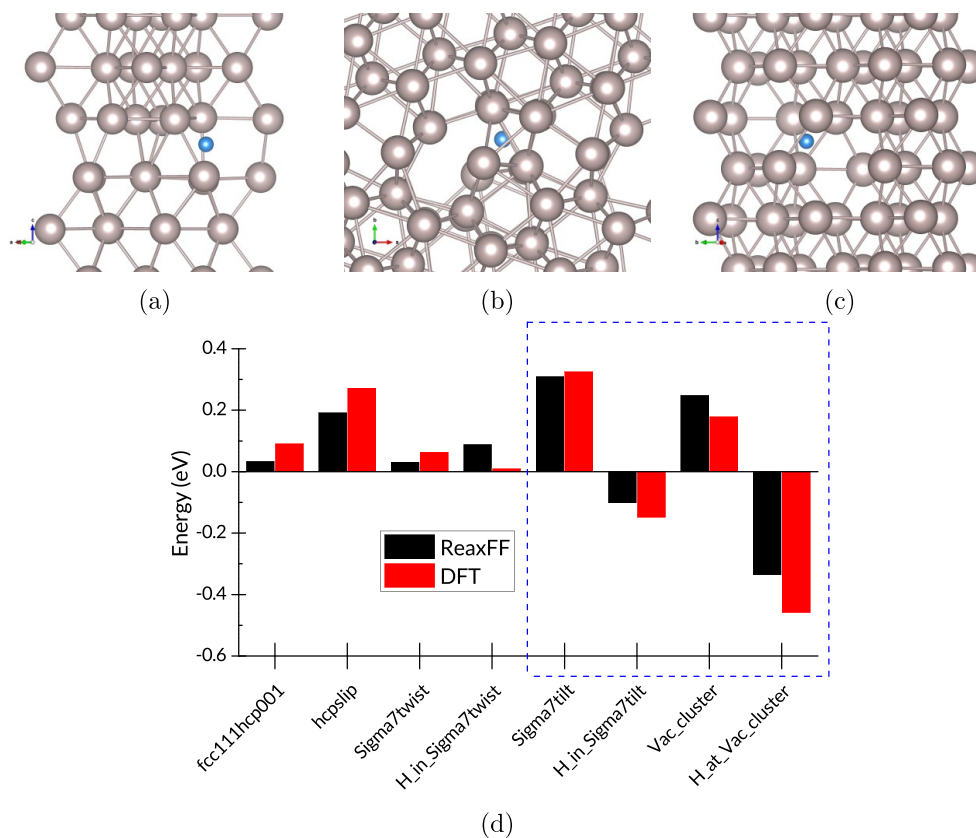 (a)
(b)
(c)
0.4
0.2
0.0
-0.2
-0.4
-0.6
Energy (eV)
ReaxFF
DFT
fcc111hcp001
hcpslip
Sigma7twist
H_in_Sigma7twist
Sigma7tilt
H_in_Sigma7tilt
Vac_cluster
H_at_Vac_cluster
(d)